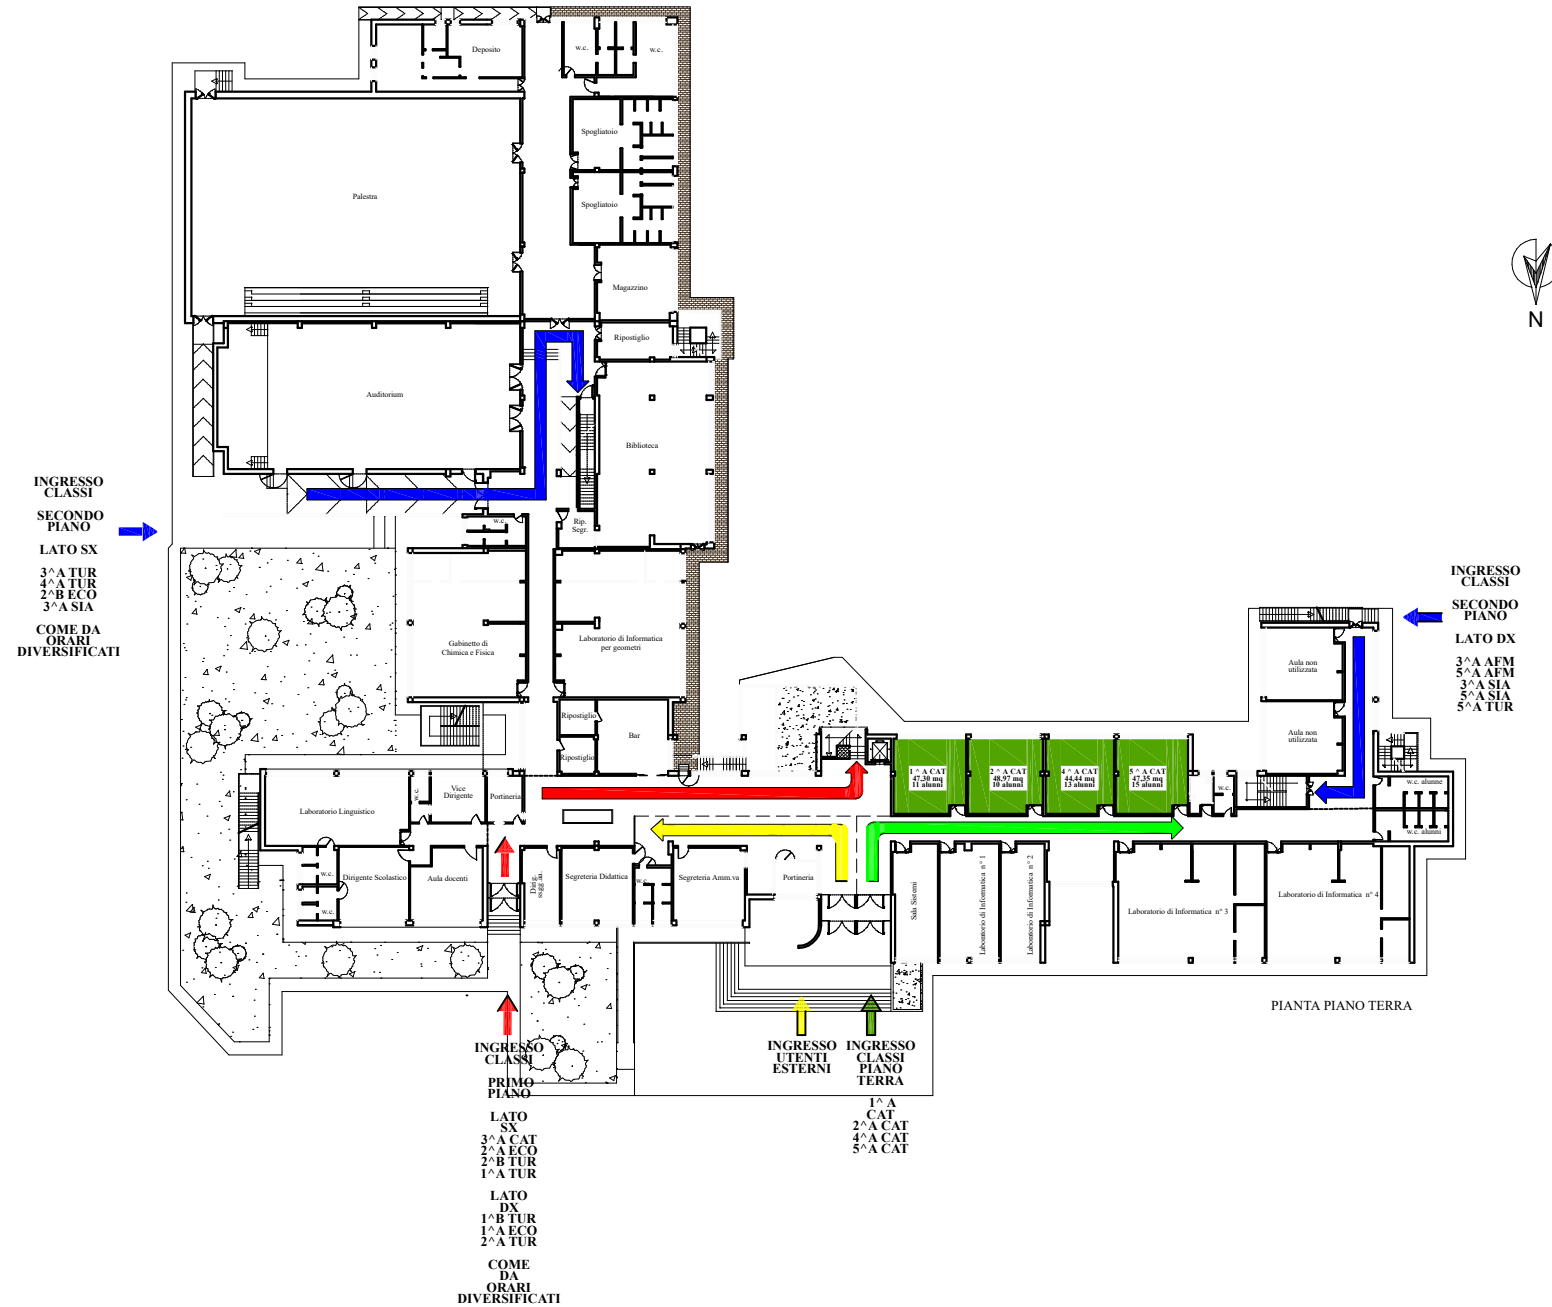 Deposito
w.c.
w.c.
Spogliatoio
Palestra
Spogliatoio
Magazzino
N
Ripostiglio
Auditorium
Biblioteca
INGRESSO
CLASSI
SECONDO
PIANO
LATO SX
3^A TUR
4^A TUR
2^B ECO
3^A SIA
COME DA
ORARI
DIVERSIFICATI
w.c.
Rip.
Segr.
INGRESSO
CLASSI
SECONDO
PIANO
LATO DX
3^A AFM
5^A AFM
3^A SIA
5^A SIA
5^A TUR
Gabinetto di
Chimica e Fisica
Laboratorio di Informatica
per geometri
Aula non
utilizzata
Aula non
utilizzata
Ripostiglio
Bar
Ripostiglio
1 ^ A CAT
47.30 mq
11 alunni
2 ^ A CAT
48.97 mq
10 alunni
4 ^ A CAT
44.44 mq
13 alunni
5 ^ A CAT
47.35 mq
15 alunni
w.c.
w.c. alunne
w.c. alunni
Laboratorio Linguistico
w.c.
Vice
Dirigente
Portineria
w.c.
w.c.
Dirigente Scolastico
Aula docenti
Dirig.
ssgg.au.
Segreteria Didattica
w.c.
Segreteria Amm.va
Portineria
Sala Sistemi
Laboratorio di Informatica n° 1
Laboratorio di Informatica n° 2
Laboratorio di Informatica n° 3
Laboratorio di Informatica n° 4
PIANTA PIANO TERRA
INGRESSO
CLASSI
PRIMO
PIANO
LATO
SX
3^A CAT
2^A ECO
2^B TUR
1^A TUR
LATO
DX
1^B TUR
1^A ECO
2^A TUR
COME
DA
ORARI
DIVERSIFICATI
INGRESSO
UTENTI
ESTERNI
INGRESSO
CLASSI
PIANO
TERRA
1^ A
CAT
2^A CAT
4^A CAT
5^A CAT